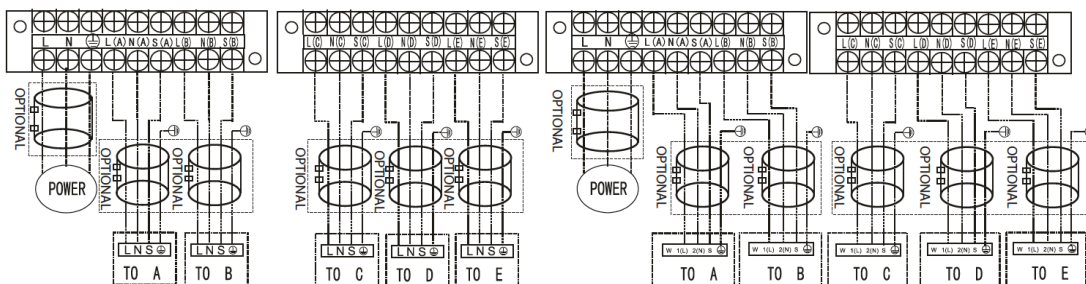 L N L(A) N(A) S(A) L(B) N(B) S(B)
L(C) N(C) S(C) L(D) N(D) S(D) L(E) N(E) S(E)
L N L(A) N(A) S(A) L(B) N(B) S(B)
L(C) N(C) S(C) L(D) N(D) S(D) L(E) N(E) S(E)
OPTIONAL
OPTIONAL
OPTIONAL
OPTIONAL
OPTIONAL
OPTIONAL
OPTIONAL
OPTIONAL
OPTIONAL
OPTIONAL
OPTIONAL
OPTIONAL
POWER
POWER
L N S
L N S
L N S
L N S
L N S
W 1(L) 2(N) S
W 1(L) 2(N) S
W 1(L) 2(N) S
W 1(L) 2(N) S
W 1(L) 2(N) S
TO A
TO B
TO C
TO D
TO E
TO A
TO B
TO C
TO D
TO E